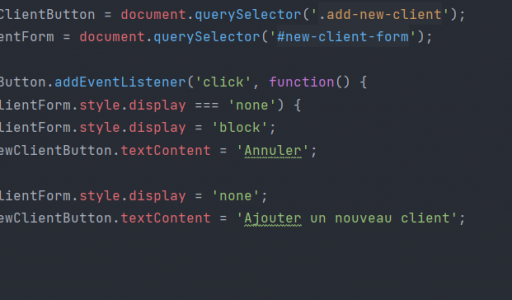 ClientButton = document.querySelector('.add-new-client');
entForm = document.querySelector('#new-client-form');
Button.addEventListener('click', function() {
lientForm.style.display === 'none') {
lientForm.style.display = 'block';
ewClientButton.textContent = 'Annuler';
lientForm.style.display = 'none';
ewClientButton.textContent = 'Ajouter un nouveau client';